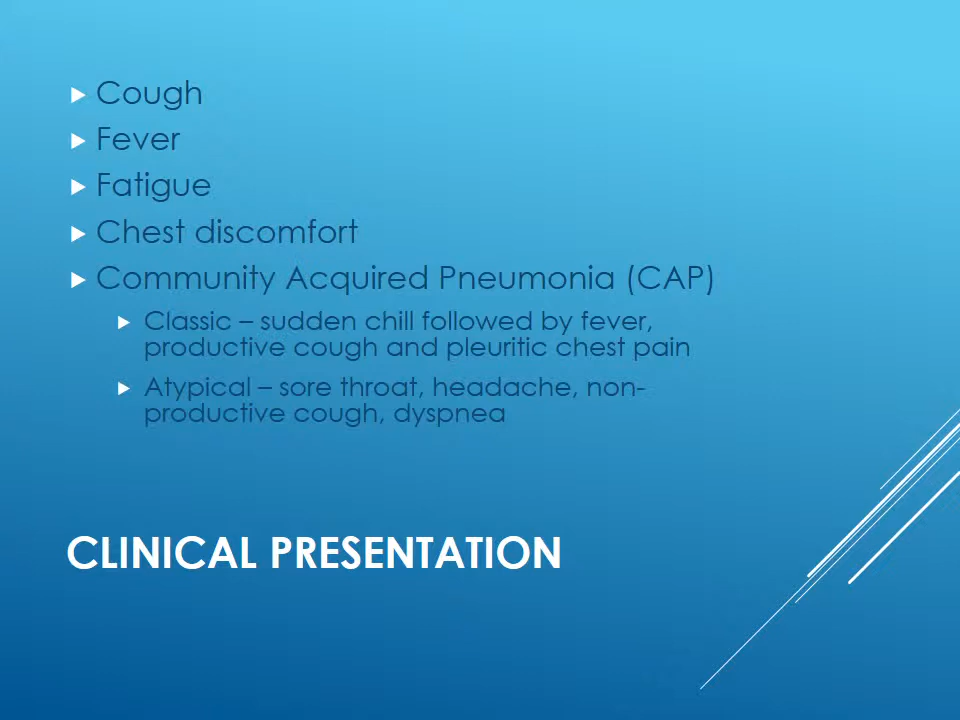 Cough
Fever
Fatigue
Chest discomfort
Community Acquired Pneumonia (CAP)
Classic – sudden chill followed by fever,
productive cough and pleuritic chest pain
Atypical – sore throat, headache, non-
productive cough, dyspnea
CLINICAL PRESENTATION